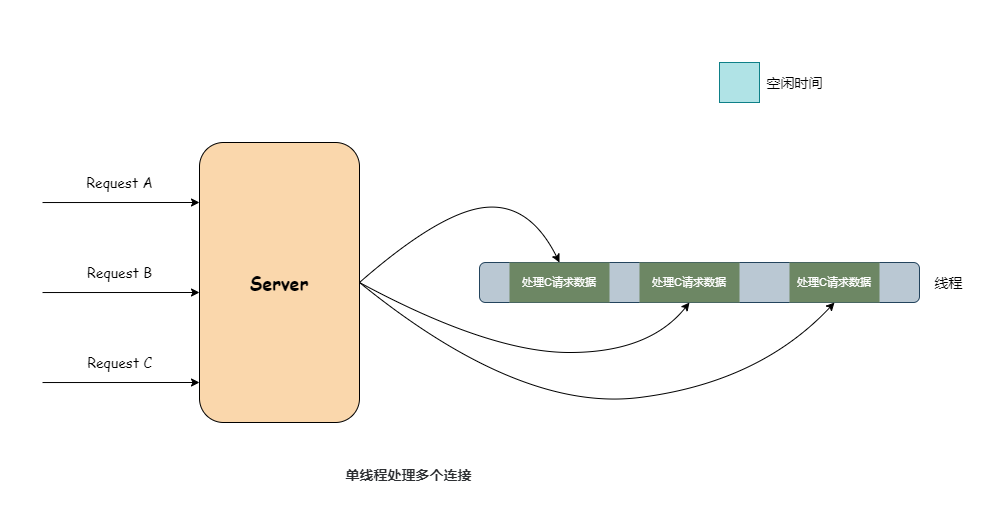 空闲时间
Request A
Request B
Server
处理C请求数据
处理C请求数据
处理C请求数据
线程
Request C
单线程处理多个连接